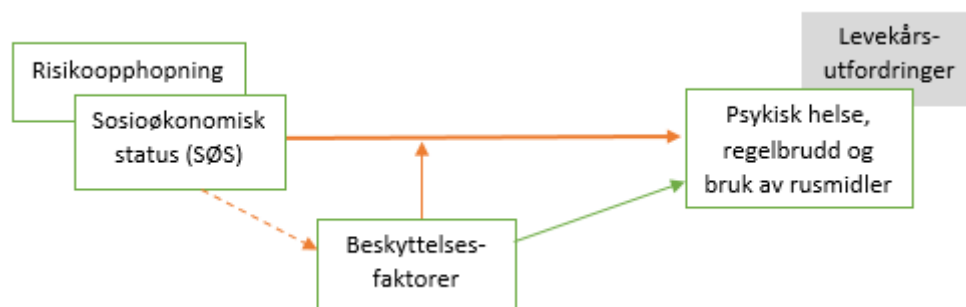 Risikoopphopning
Sosioøkonomisk
status (SØS)
Levekårs-
utfordringer
Psykisk helse,
regelbrudd og
bruk av rusmidler
Beskyttelses-
faktorer